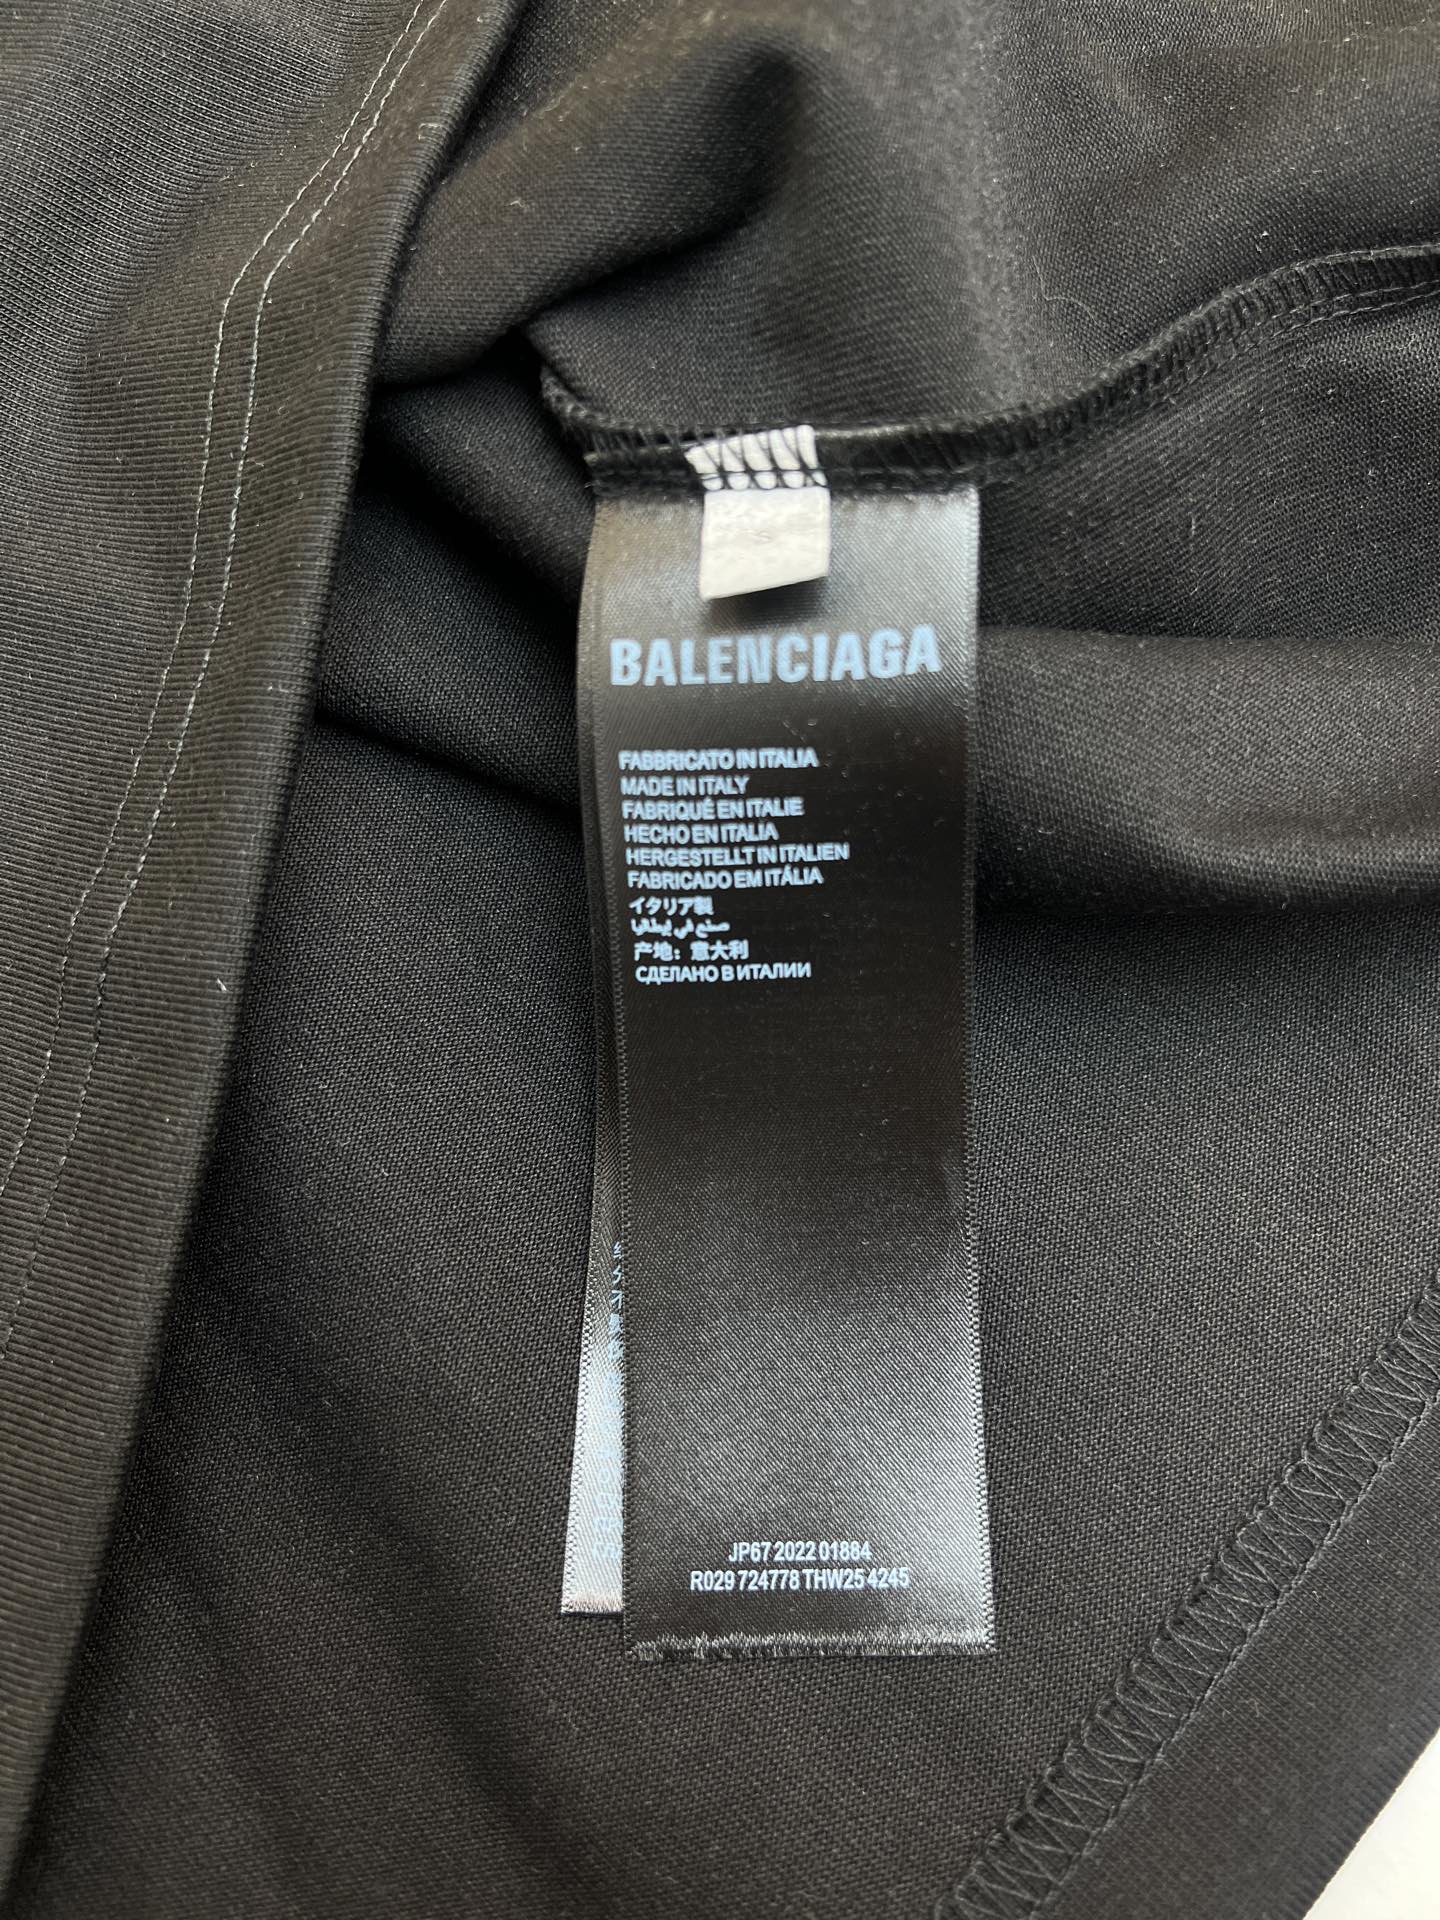 S
BALENCIAGA
FABBRICATO IN ITALIA
MADE IN ITALY
FABRIQUÉ EN ITALIE
HECHO EN ITALIA
HERGESTELLT IN ITALIEN
FABRICADO EM ITÁLIA
イタリア製
صنع في إيطاليا
产地：意大利
СДЕЛАНО В ИТАЛИИ
JP67 2022 01884
R029 724778 THW25 4245